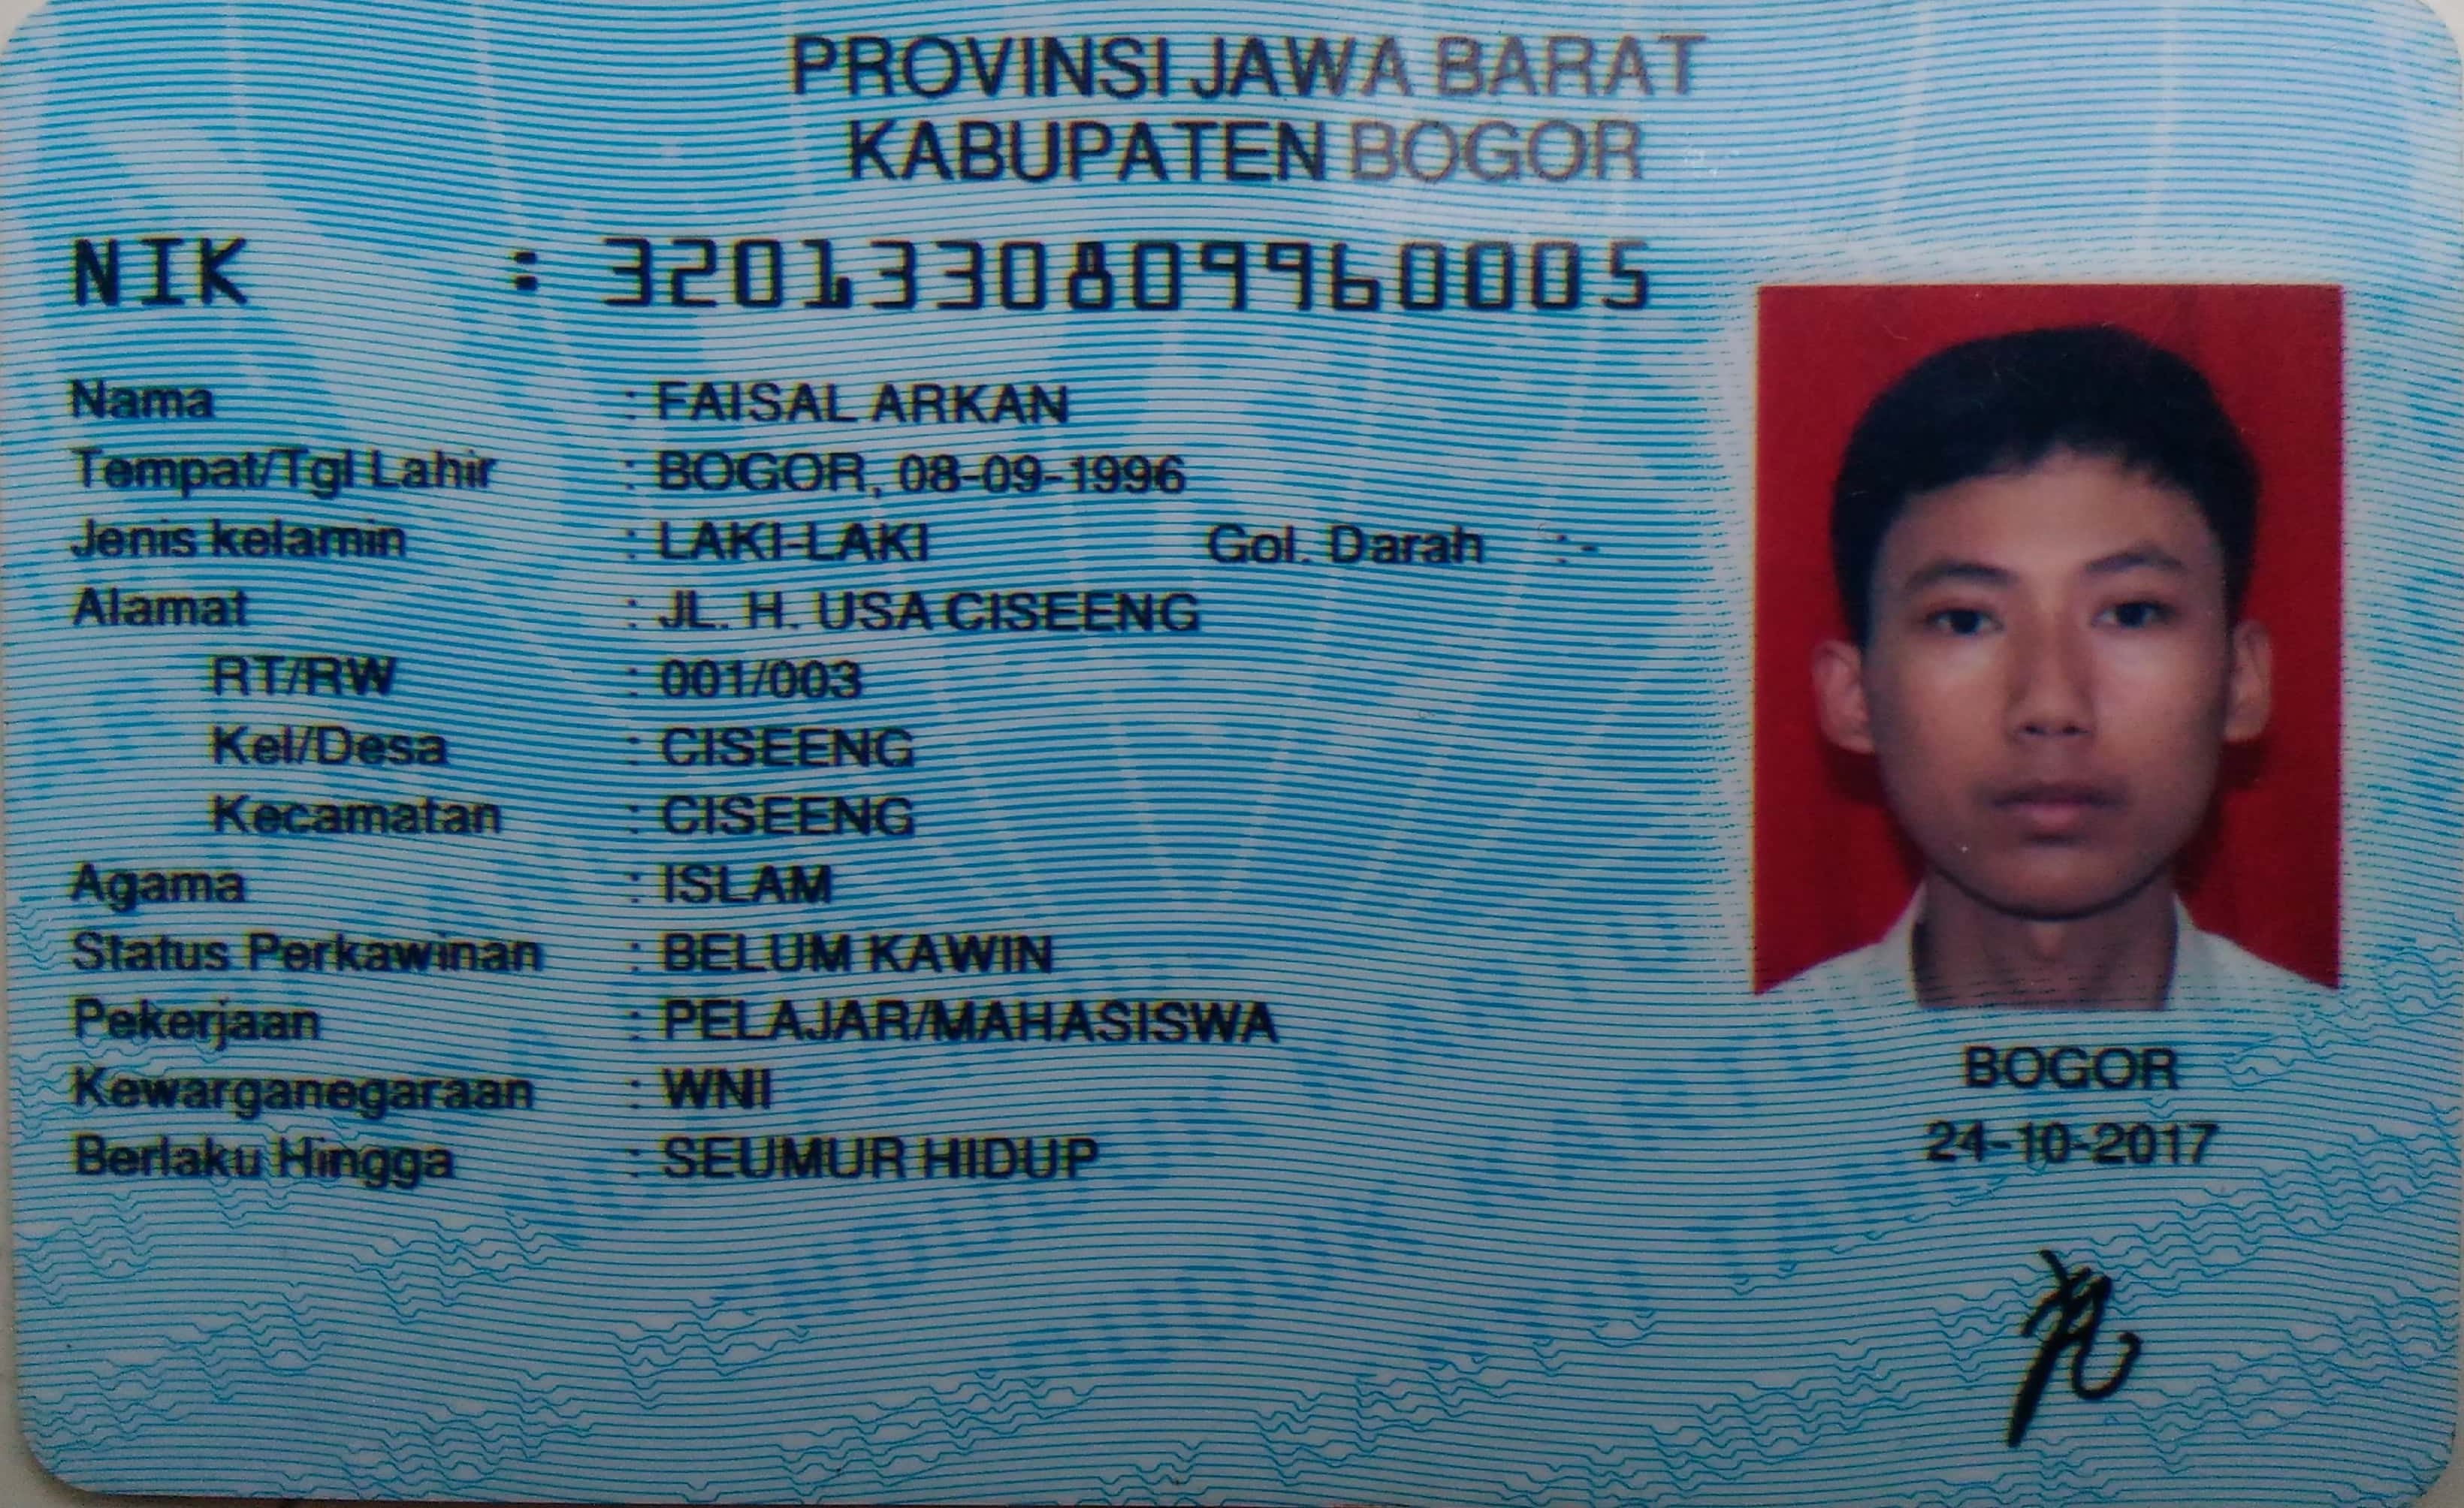 PROVINSI JAWA BARAT
KABUPATEN BOGOR
NIK : 3201330809960005
Nama : FAISAL ARKAN
Tempat/Tgl Lahir : BOGOR, 08-09-1996
Jenis kelamin : LAKI-LAKI Gol. Darah : -
Alamat : JL. H. USA CISEENG
RT/RW : 001/003
Kel/Desa : CISEENG
Kecamatan : CISEENG
Agama : ISLAM
Status Perkawinan : BELUM KAWIN
Pekerjaan : PELAJAR/MAHASISWA
Kewarganegaraan : WNI
Berlaku Hingga : SEUMUR HIDUP
BOGOR
24-10-2017